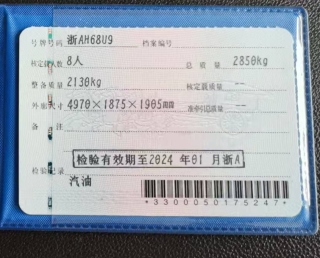 号牌号码 浙AH68U9 档案编号
核定载人数 8人 总质量 2850kg
整备质量 2130kg 核定载质量 --
外廓尺寸 4970×1875×1905mm 准牵引总质量 --
备注
检验有效期至2024年01月浙A
检验记录
汽油
*3300050175247*